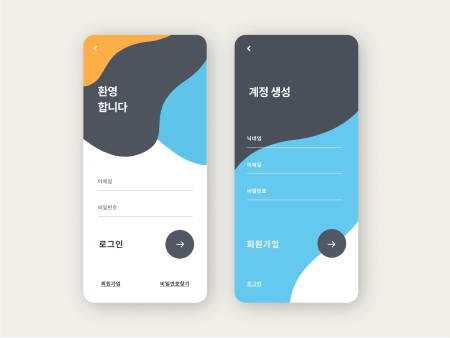 환영
합니다
이메일
비밀번호
로그인
회원가입
비밀번호찾기
계정 생성
닉네임
이메일
비밀번호
회원가입
로그인